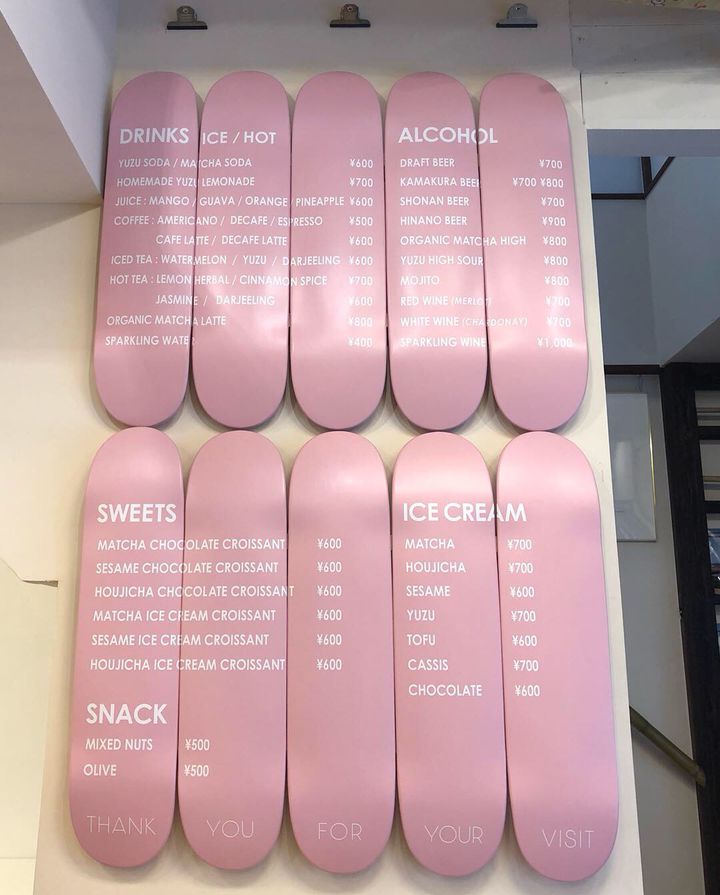 DRINKS ICE / HOT
YUZU SODA / MATCHA SODA ¥600
HOMEMADE YUZU LEMONADE ¥700
JUICE : MANGO / GUAVA / ORANGE / PINEAPPLE ¥600
COFFEE : AMERICANO / DECAFE / ESPRESSO ¥500
CAFE LATTE / DECAFE LATTE ¥600
ICED TEA : WATERMELON / YUZU / DARJEELING ¥600
HOT TEA : LEMON HERBAL / CINNAMON SPICE ¥700
JASMINE / DARJEELING ¥600
ORGANIC MATCHA LATTE ¥800
SPARKLING WATER ¥400
ALCOHOL
DRAFT BEER ¥700
KAMAKURA BEER ¥700 ¥800
SHONAN BEER ¥700
HINANO BEER ¥900
ORGANIC MATCHA HIGH ¥800
YUZU HIGH SOUR ¥800
MOJITO ¥800
RED WINE (MERLOT) ¥700
WHITE WINE (CHARDONAY) ¥700
SPARKLING WINE ¥1,000
SWEETS
MATCHA CHOCOLATE CROISSANT ¥600
SESAME CHOCOLATE CROISSANT ¥600
HOUJICHA CHOCOLATE CROISSANT ¥600
MATCHA ICE CREAM CROISSANT ¥600
SESAME ICE CREAM CROISSANT ¥600
HOUJICHA ICE CREAM CROISSANT ¥600
SNACK
MIXED NUTS ¥500
OLIVE ¥500
ICE CREAM
MATCHA ¥700
HOUJICHA ¥700
SESAME ¥600
YUZU ¥700
TOFU ¥600
CASSIS ¥700
CHOCOLATE ¥600
THANK YOU FOR YOUR VISIT